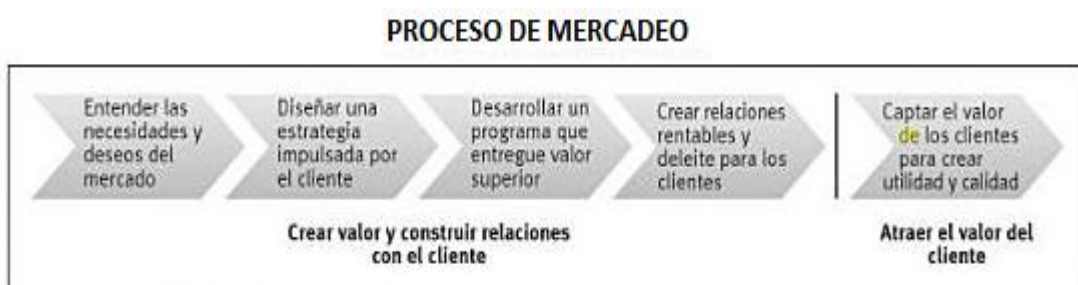 PROCESO DE MERCADEO
Entender las
necesidades y
deseos del
mercado
Diseñar una
estrategia
impulsada por
el cliente
Desarrollar un
programa que
entregue valor
superior
Crear relaciones
rentables y
deleite para los
clientes
Captar el valor
de los clientes
para crear
utilidad y calidad
Crear valor y construir relaciones
con el cliente
Atraer el valor del
cliente